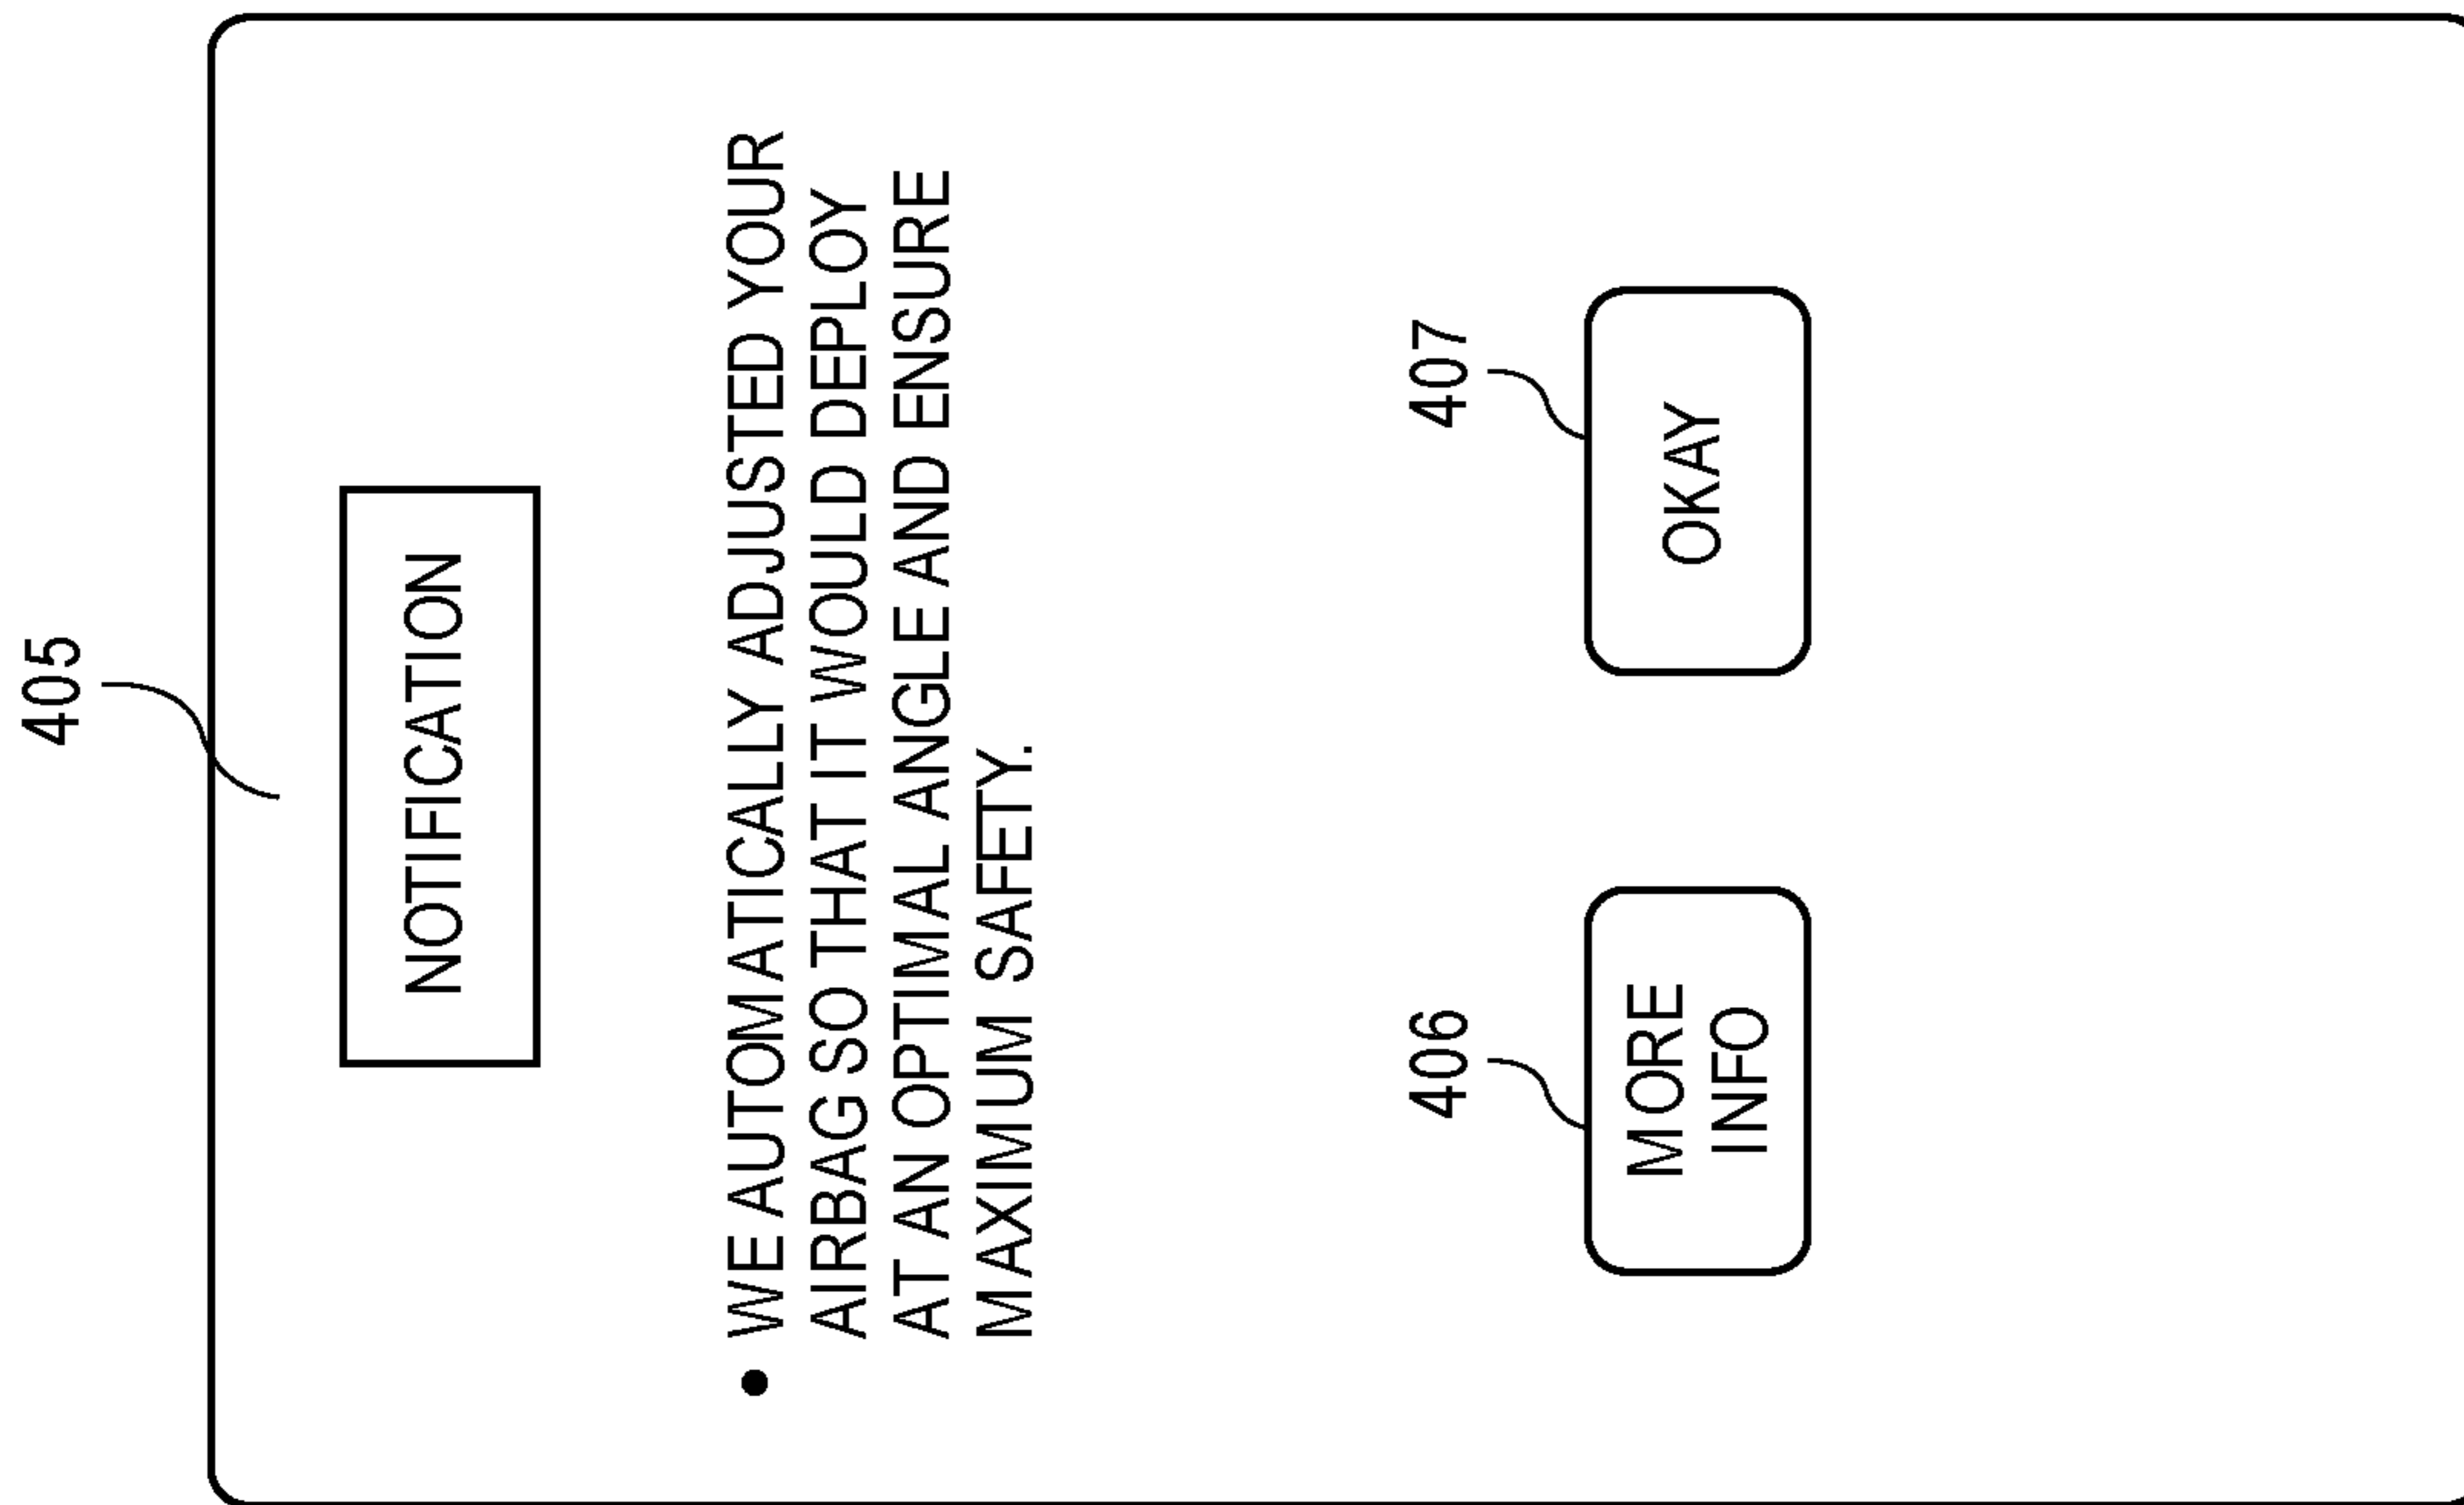 405
NOTIFICATION
• WE AUTOMATICALLY ADJUSTED YOUR
AIRBAG SO THAT IT WOULD DEPLOY
AT AN OPTIMAL ANGLE AND ENSURE
MAXIMUM SAFETY.
406
407
MORE
INFO
OKAY